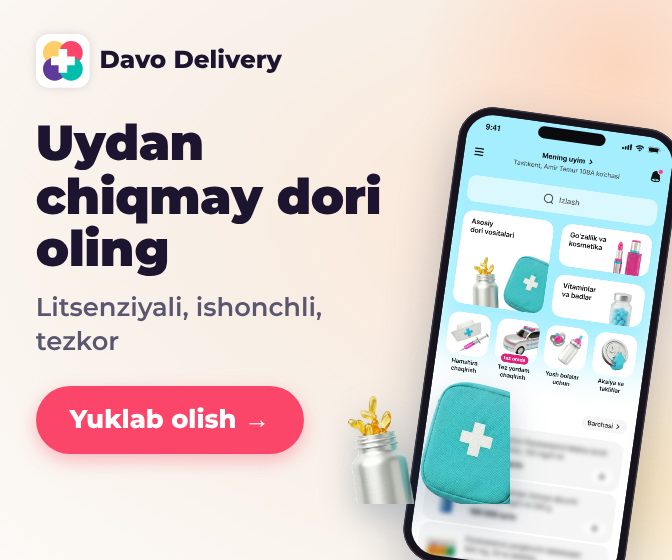 Davo Delivery
Uydan
chiqmay dori
oling
Litsenziyali, ishonchli,
tezkor
Yuklab olish →
9:41
Mening uyim >
Tashkent, Amir Temur 108A ko'chasi
Izlash
Asosiy
dori vositalari
Go'zallik va
kosmetika
Vitaminlar
va badlar
Hamshira
chaqirish
Tez yordam
chaqirish
Yosh bolalar
uchun
Aksiya va
takliflar
Barchasi >